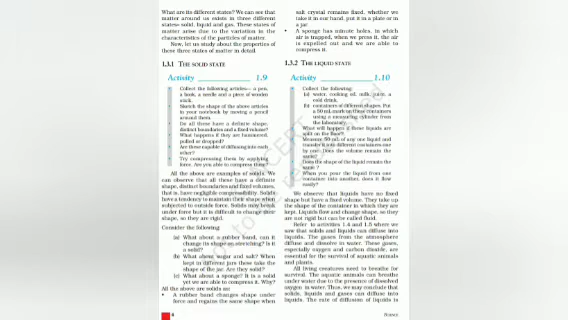 What are its different states? We can see that
matter around us exists in three different
states– solid, liquid and gas. These states of
matter arise due to the variation in the
characteristics of the particles of matter.
Now, let us study about the properties of
these three states of matter in detail.
1.3.1 THE SOLID STATE
Activity 1.9
• Collect the following articles— a pen,
a book, a needle and a piece of wooden
stick.
• Sketch the shape of the above articles
in your notebook by moving a pencil
around them.
• Do all these have a definite shape,
distinct boundaries and a fixed volume?
• What happens if they are hammered,
pulled or dropped?
• Are these capable of diffusing into each
other?
• Try compressing them by applying
force. Are you able to compress them?
All the above are examples of solids. We
can observe that all these have a definite
shape, distinct boundaries and fixed volumes,
that is, have negligible compressibility. Solids
have a tendency to maintain their shape when
subjected to outside force. Solids may break
under force but it is difficult to change their
shape, so they are rigid.
Consider the following:
(a) What about a rubber band, can it
change its shape on stretching? Is it
a solid?
(b) What about sugar and salt? When
kept in different jars these take the
shape of the jar. Are they solid?
(c) What about a sponge? It is a solid
yet we are able to compress it. Why?
All the above are solids as:
• A rubber band changes shape under
force and regains the same shape when
salt crystal remains fixed, whether we
take it in our hand, put it in a plate or in
a jar
• A sponge has minute holes, in which
air is trapped, when we press it, the air
is expelled out and we are able to
compress it.
1.3.2 THE LIQUID STATE
Activity 1.10
• Collect the following:
(a) water, cooking oil, milk, juice, a
cold drink.
(b) containers of different shapes. Put
a 50 mL mark on these containers
using a measuring cylinder from
the laboratory.
• What will happen if these liquids are
spilt on the floor?
• Measure 50 mL of any one liquid and
transfer it into different containers one
by one. Does the volume remain the
same?
• Does the shape of the liquid remain the
same ?
• When you pour the liquid from one
container into another, does it flow
easily?
We observe that liquids have no fixed
shape but have a fixed volume. They take up
the shape of the container in which they are
kept. Liquids flow and change shape, so they
are not rigid but can be called fluid.
Refer to activities 1.4 and 1.5 where we
saw that solids and liquids can diffuse into
liquids. The gases from the atmosphere
diffuse and dissolve in water. These gases,
especially oxygen and carbon dioxide, are
essential for the survival of aquatic animals
and plants.
All living creatures need to breathe for
survival. The aquatic animals can breathe
under water due to the presence of dissolved
oxygen in water. Thus, we may conclude that
solids, liquids and gases can diffuse into
liquids. The rate of diffusion of liquids is
SCIENCE